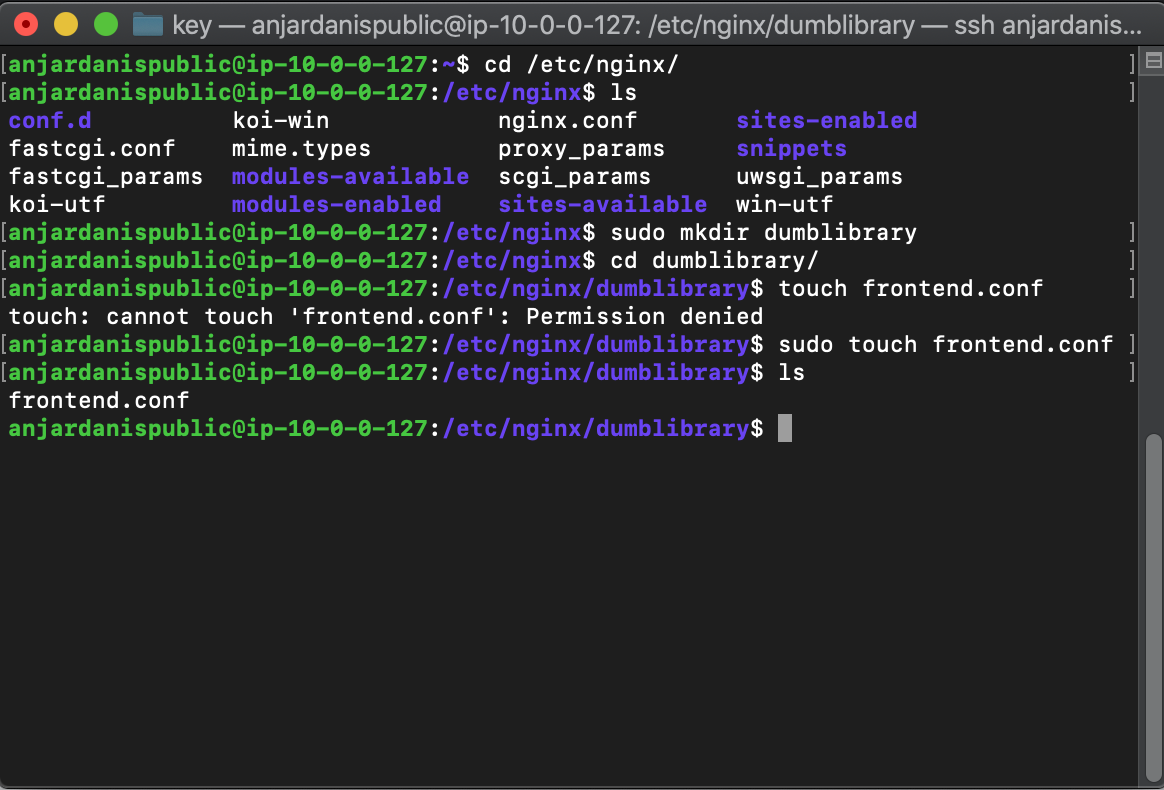 key — anjardanispublic@ip-10-0-0-127: /etc/nginx/dumblibrary — ssh anjardanis...
[anjardanispublic@ip-10-0-0-127:~$ cd /etc/nginx/ ]
[anjardanispublic@ip-10-0-0-127:/etc/nginx$ ls ]
conf.d koi-win nginx.conf sites-enabled
fastcgi.conf mime.types proxy_params snippets
fastcgi_params modules-available scgi_params uwsgi_params
koi-utf modules-enabled sites-available win-utf
[anjardanispublic@ip-10-0-0-127:/etc/nginx$ sudo mkdir dumblibrary ]
[anjardanispublic@ip-10-0-0-127:/etc/nginx$ cd dumblibrary/ ]
[anjardanispublic@ip-10-0-0-127:/etc/nginx/dumblibrary$ touch frontend.conf ]
touch: cannot touch 'frontend.conf': Permission denied
[anjardanispublic@ip-10-0-0-127:/etc/nginx/dumblibrary$ sudo touch frontend.conf ]
[anjardanispublic@ip-10-0-0-127:/etc/nginx/dumblibrary$ ls ]
frontend.conf
anjardanispublic@ip-10-0-0-127:/etc/nginx/dumblibrary$